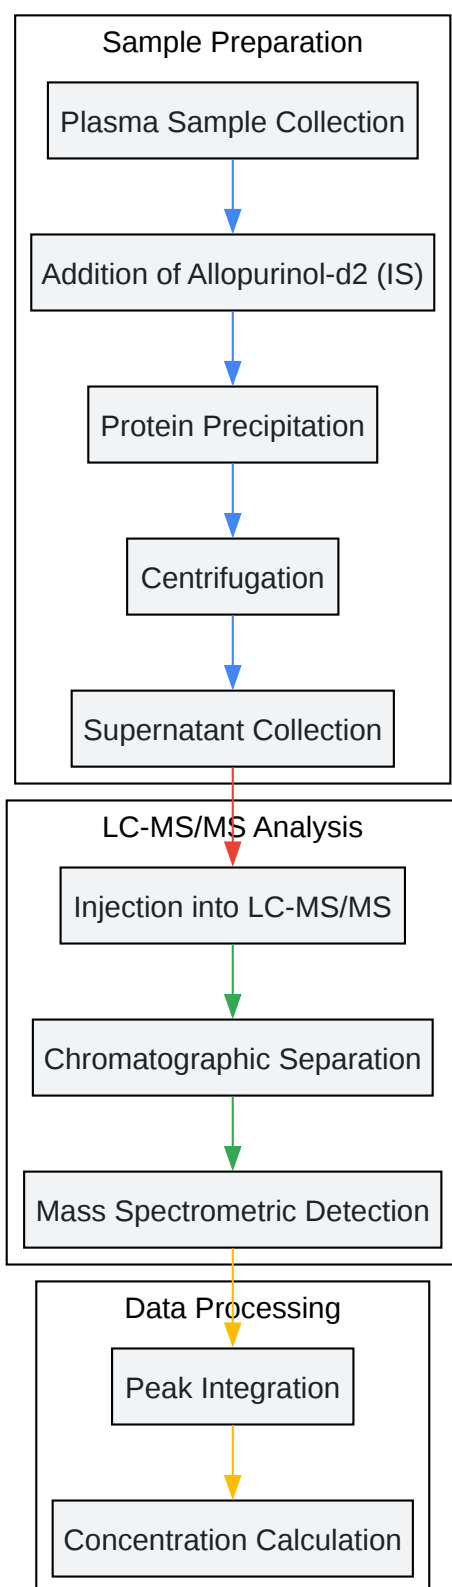 Sample Preparation
Plasma Sample Collection
Addition of Allopurinol-d2 (IS)
Protein Precipitation
Centrifugation
Supernatant Collection
LC-MS/MS Analysis
Injection into LC-MS/MS
Chromatographic Separation
Mass Spectrometric Detection
Data Processing
Peak Integration
Concentration Calculation